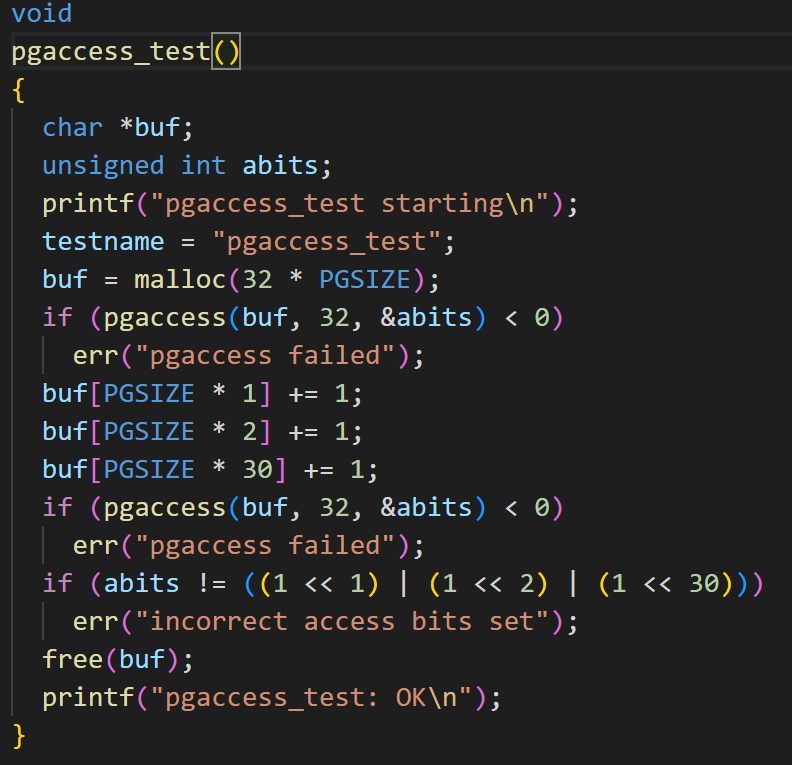 void
pgaccess_test()
{
  char *buf;
  unsigned int abits;
  printf("pgaccess_test starting\n");
  testname = "pgaccess_test";
  buf = malloc(32 * PGSIZE);
  if (pgaccess(buf, 32, &abits) < 0)
    err("pgaccess failed");
  buf[PGSIZE * 1] += 1;
  buf[PGSIZE * 2] += 1;
  buf[PGSIZE * 30] += 1;
  if (pgaccess(buf, 32, &abits) < 0)
    err("pgaccess failed");
  if (abits != ((1 << 1) | (1 << 2) | (1 << 30)))
    err("incorrect access bits set");
  free(buf);
  printf("pgaccess_test: OK\n");
}